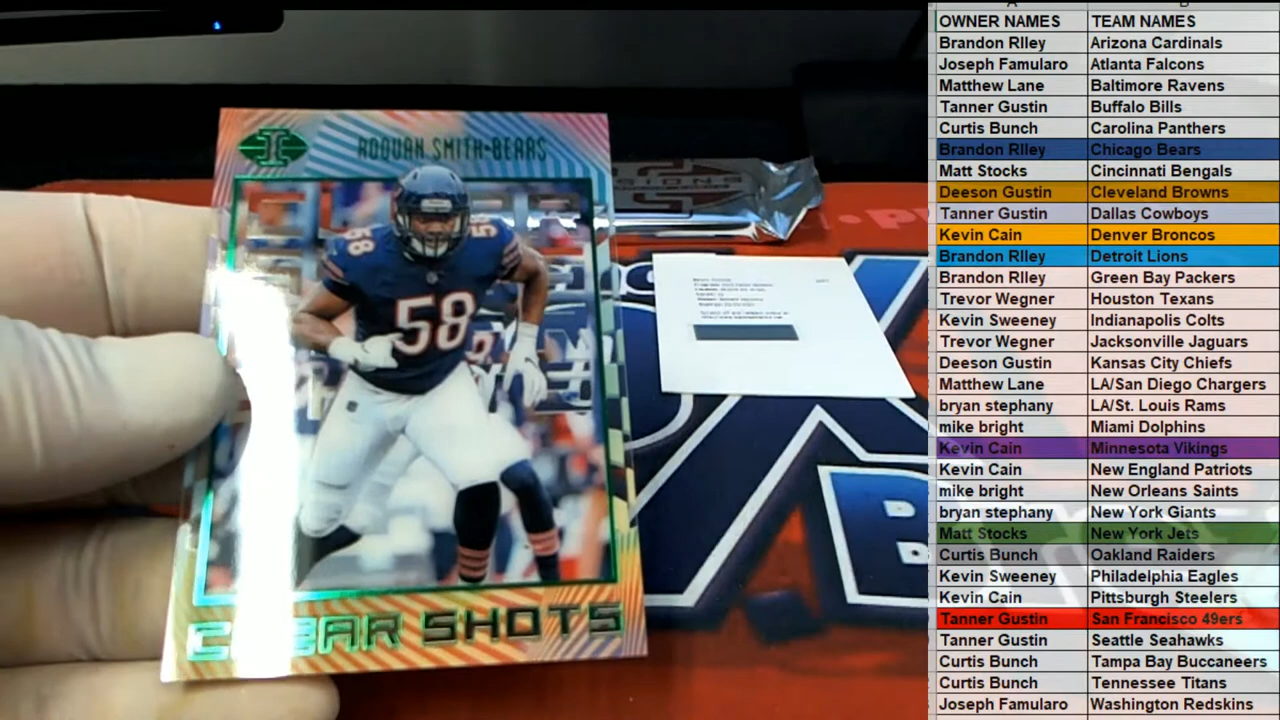 ROQUAN SMITH-BEARS
58
58
CLEAR SHOTS
OWNER NAMES TEAM NAMES
Brandon RIley Arizona Cardinals
Joseph Famularo Atlanta Falcons
Matthew Lane Baltimore Ravens
Tanner Gustin Buffalo Bills
Curtis Bunch Carolina Panthers
Brandon RIley Chicago Bears
Matt Stocks Cincinnati Bengals
Deeson Gustin Cleveland Browns
Tanner Gustin Dallas Cowboys
Kevin Cain Denver Broncos
Brandon RIley Detroit Lions
Brandon RIley Green Bay Packers
Trevor Wegner Houston Texans
Kevin Sweeney Indianapolis Colts
Trevor Wegner Jacksonville Jaguars
Deeson Gustin Kansas City Chiefs
Matthew Lane LA/San Diego Chargers
bryan stephany LA/St. Louis Rams
mike bright Miami Dolphins
Kevin Cain Minnesota Vikings
Kevin Cain New England Patriots
mike bright New Orleans Saints
bryan stephany New York Giants
Matt Stocks New York Jets
Curtis Bunch Oakland Raiders
Kevin Sweeney Philadelphia Eagles
Kevin Cain Pittsburgh Steelers
Tanner Gustin San Francisco 49ers
Tanner Gustin Seattle Seahawks
Curtis Bunch Tampa Bay Buccaneers
Curtis Bunch Tennessee Titans
Joseph Famularo Washington Redskins